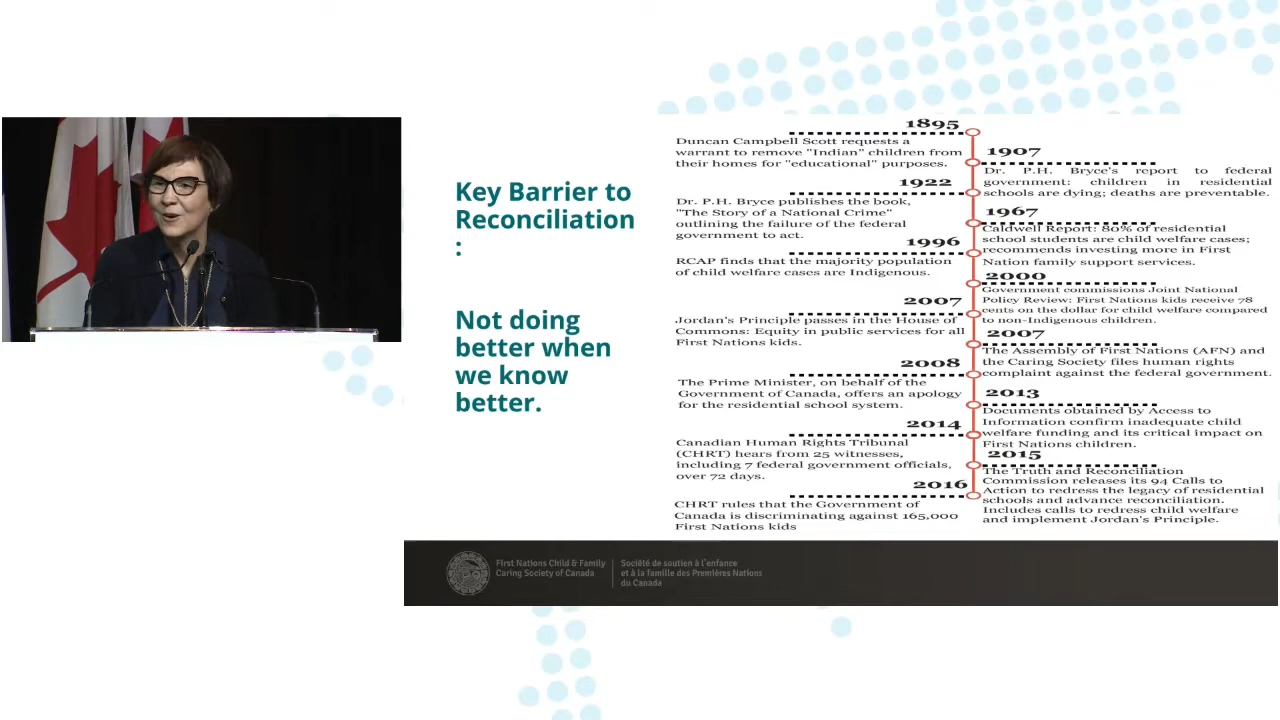 Key Barrier to
Reconciliation
:
Not doing
better when
we know
better.
1895
Duncan Campbell Scott requests a
warrant to remove "Indian" children from
their homes for "educational" purposes.
1907
Dr. P.H. Bryce's report to federal
government: children in residential
schools are dying; deaths are preventable.
1922
Dr. P.H. Bryce publishes the book,
"The Story of a National Crime"
outlining the failure of the federal
government to act.
1967
Caldwell Report: 80% of residential
school students are child welfare cases;
recommends investing more in First
Nation family support services.
1996
RCAP finds that the majority population
of child welfare cases are Indigenous.
2000
Government commissions Joint National
Policy Review: First Nations kids receive 78
cents on the dollar for child welfare compared
to non-Indigenous children.
2007
Jordan's Principle passes in the House of
Commons: Equity in public services for all
First Nations kids.
2007
The Assembly of First Nations (AFN) and
the Caring Society files human rights
complaint against the federal government.
2008
The Prime Minister, on behalf of the
Government of Canada, offers an apology
for the residential school system.
2013
Documents obtained by Access to
Information confirm inadequate child
welfare funding and its critical impact on
First Nations children.
2014
Canadian Human Rights Tribunal
(CHRT) hears from 25 witnesses,
including 7 federal government officials,
over 72 days.
2015
The Truth and Reconciliation
Commission releases its 94 Calls to
Action to redress the legacy of residential
schools and advance reconciliation.
Includes calls to redress child welfare
and implement Jordan's Principle.
2016
CHRT rules that the Government of
Canada is discriminating against 165,000
First Nations kids
First Nations Child & Family
Caring Society of Canada
Société de soutien à l'enfance
et à la famille des Premières Nations
du Canada